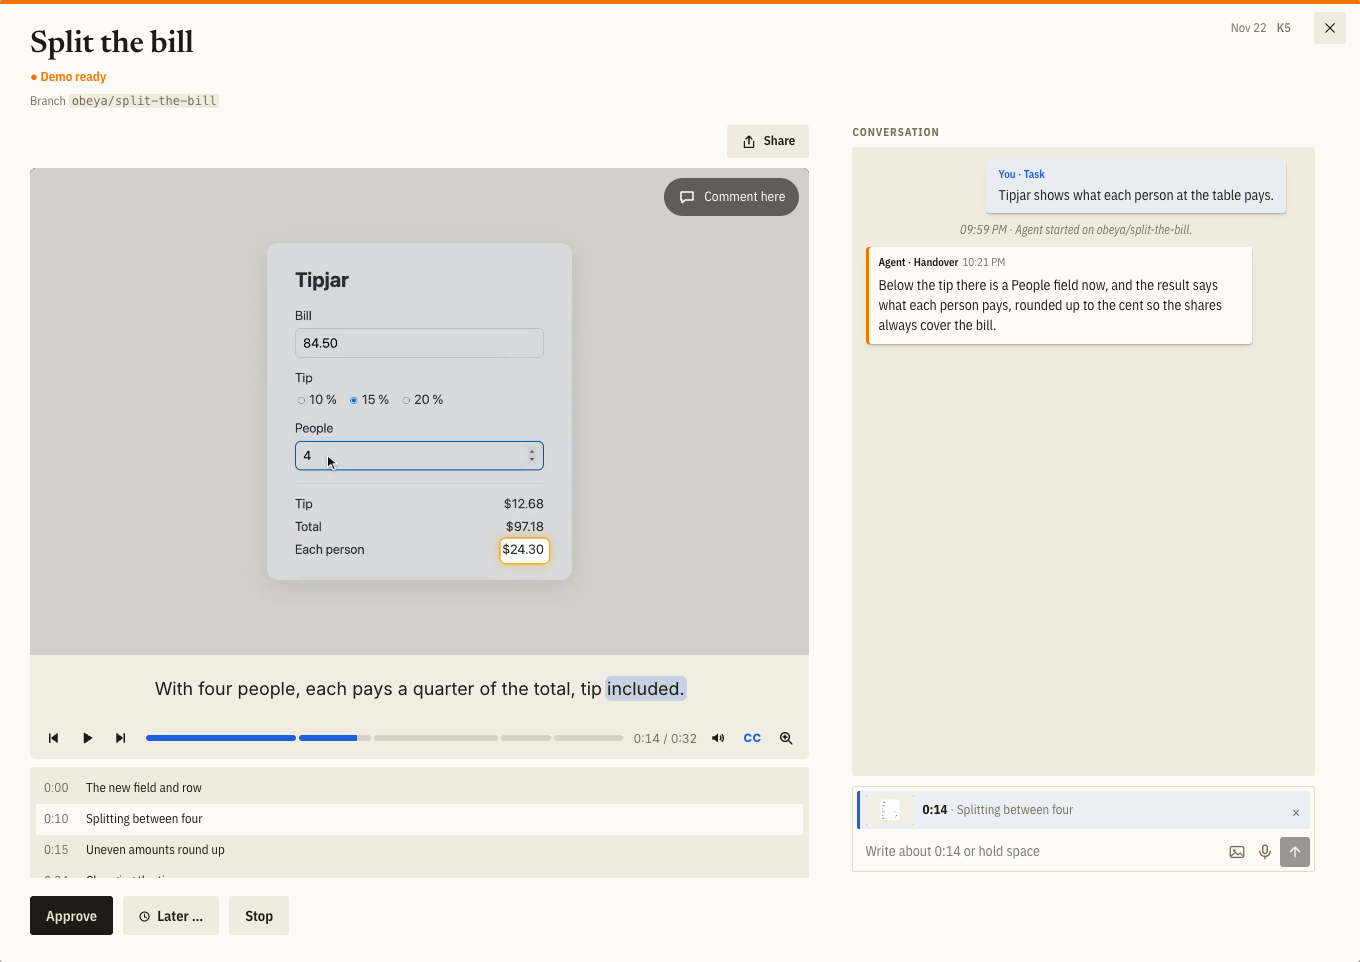 Split the bill
Nov 22 K5
Demo ready
Branch obeya/split-the-bill
Share
Comment here
Tipjar
Bill
84.50
Tip
10 % 15 % 20 %
People
4
Tip $12.68
Total $97.18
Each person $24.30
With four people, each pays a quarter of the total, tip included.
0:14 / 0:32 CC
0:00 The new field and row
0:10 Splitting between four
0:15 Uneven amounts round up
CONVERSATION
You · Task
Tipjar shows what each person at the table pays.
09:59 PM · Agent started on obeya/split-the-bill.
Agent · Handover 10:21 PM
Below the tip there is a People field now, and the result says
what each person pays, rounded up to the cent so the shares
always cover the bill.
0:14 · Splitting between four
Write about 0:14 or hold space
Approve
Later ...
Stop